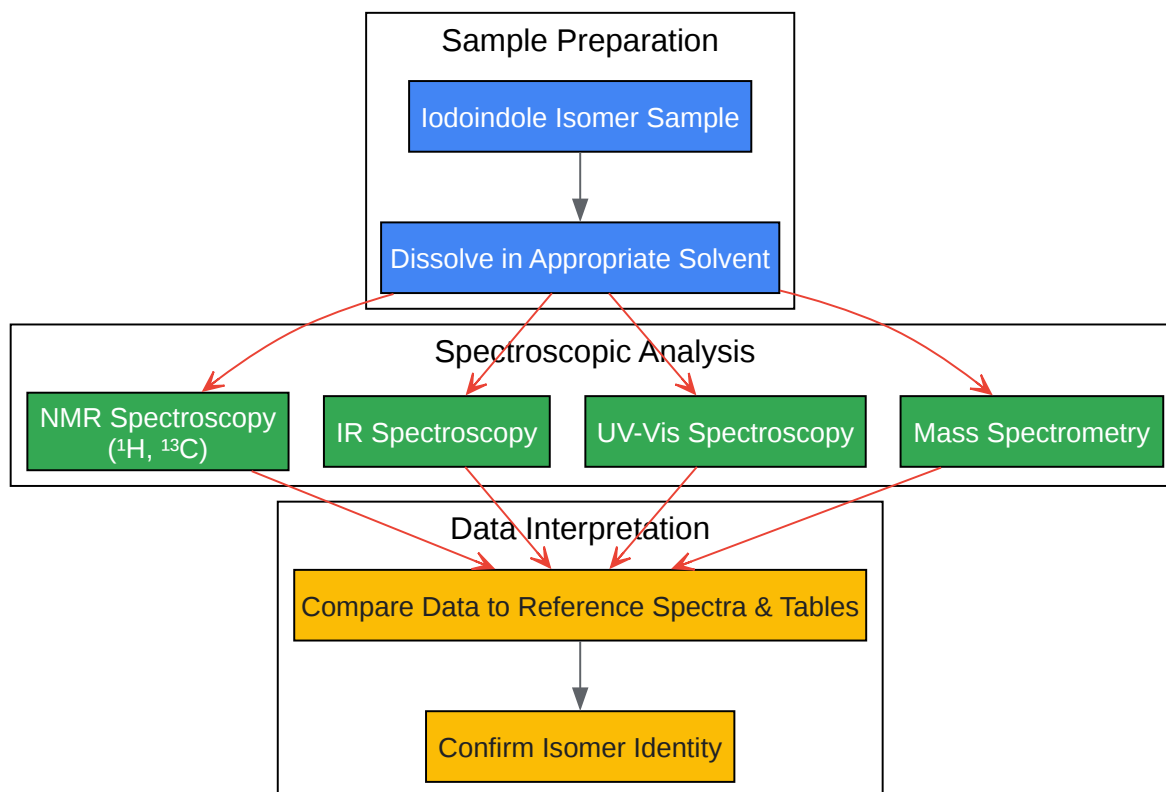 Sample Preparation
Iodoindole Isomer Sample
Dissolve in Appropriate Solvent
Spectroscopic Analysis
NMR Spectroscopy
(¹H, ¹³C)
IR Spectroscopy
UV-Vis Spectroscopy
Mass Spectrometry
Data Interpretation
Compare Data to Reference Spectra & Tables
Confirm Isomer Identity